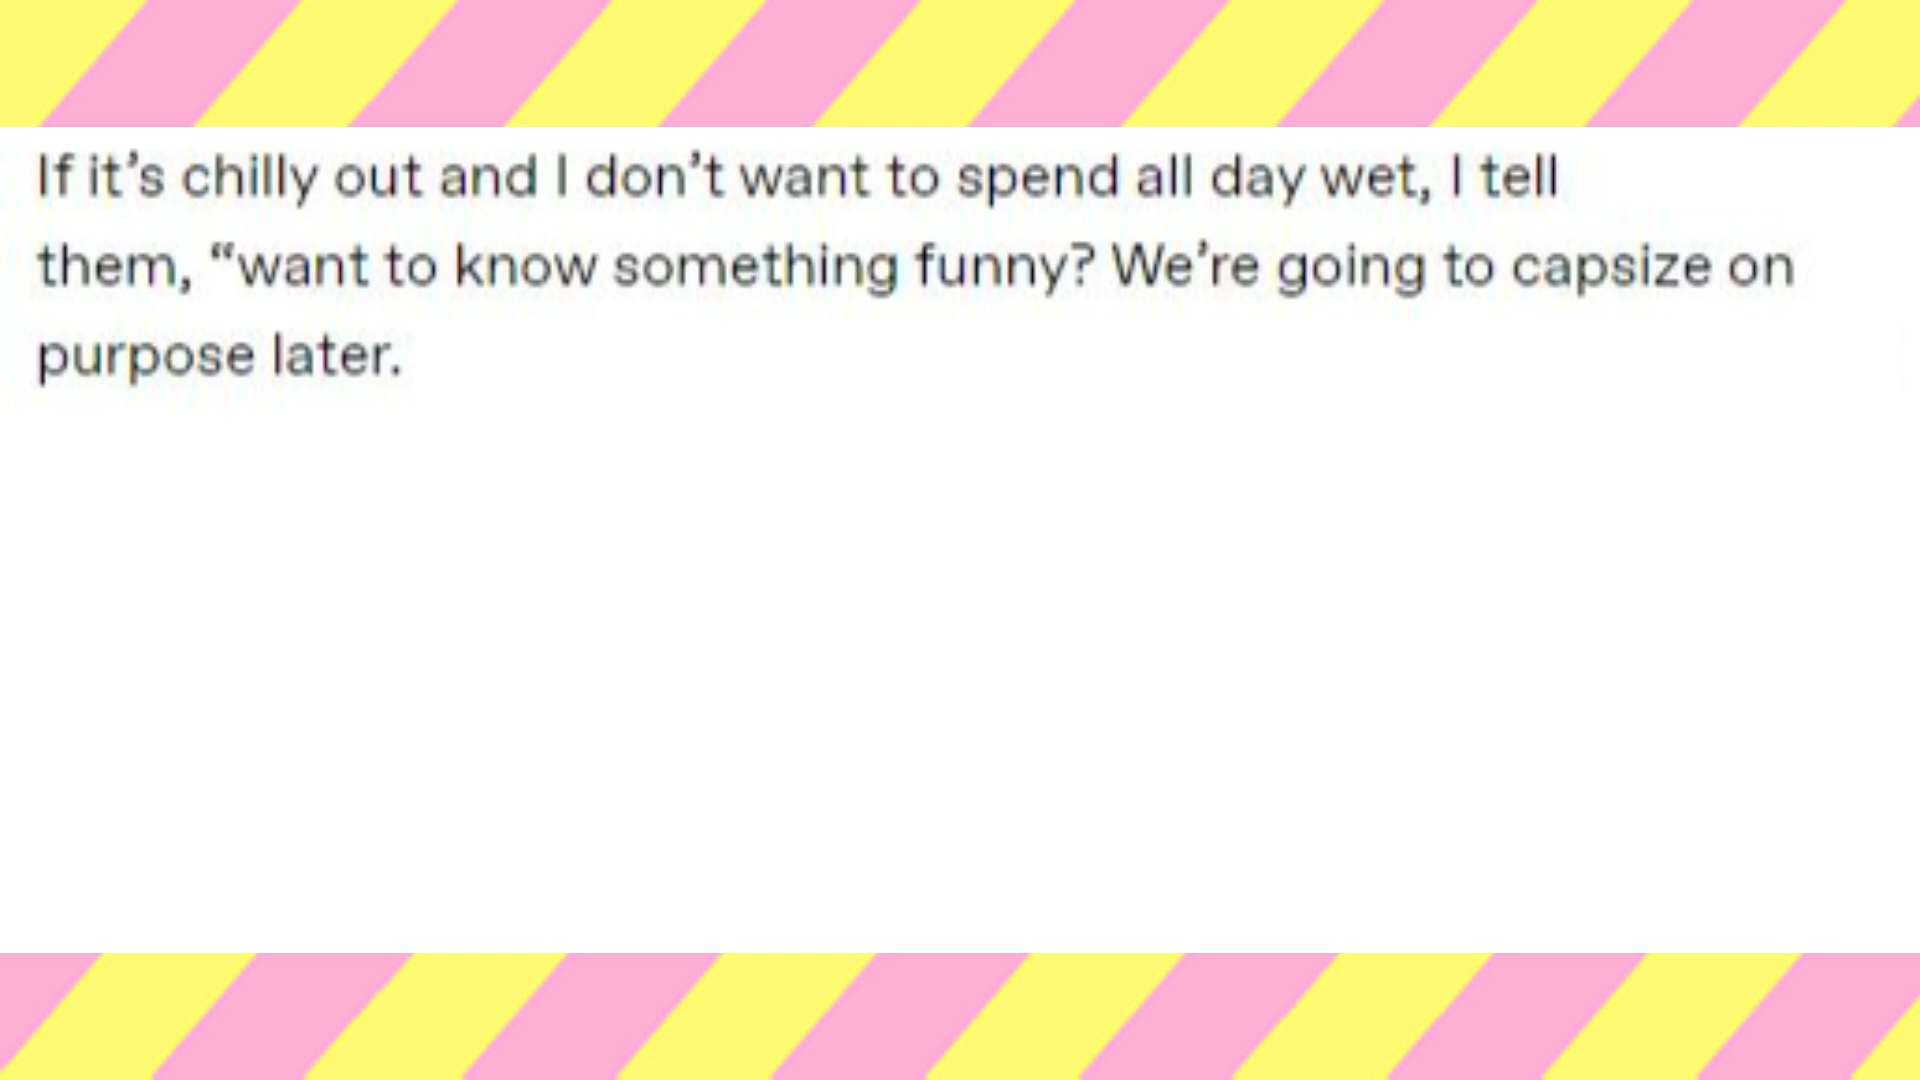 If it’s chilly out and I don’t want to spend all day wet, I tell
them, “want to know something funny? We’re going to capsize on
purpose later.